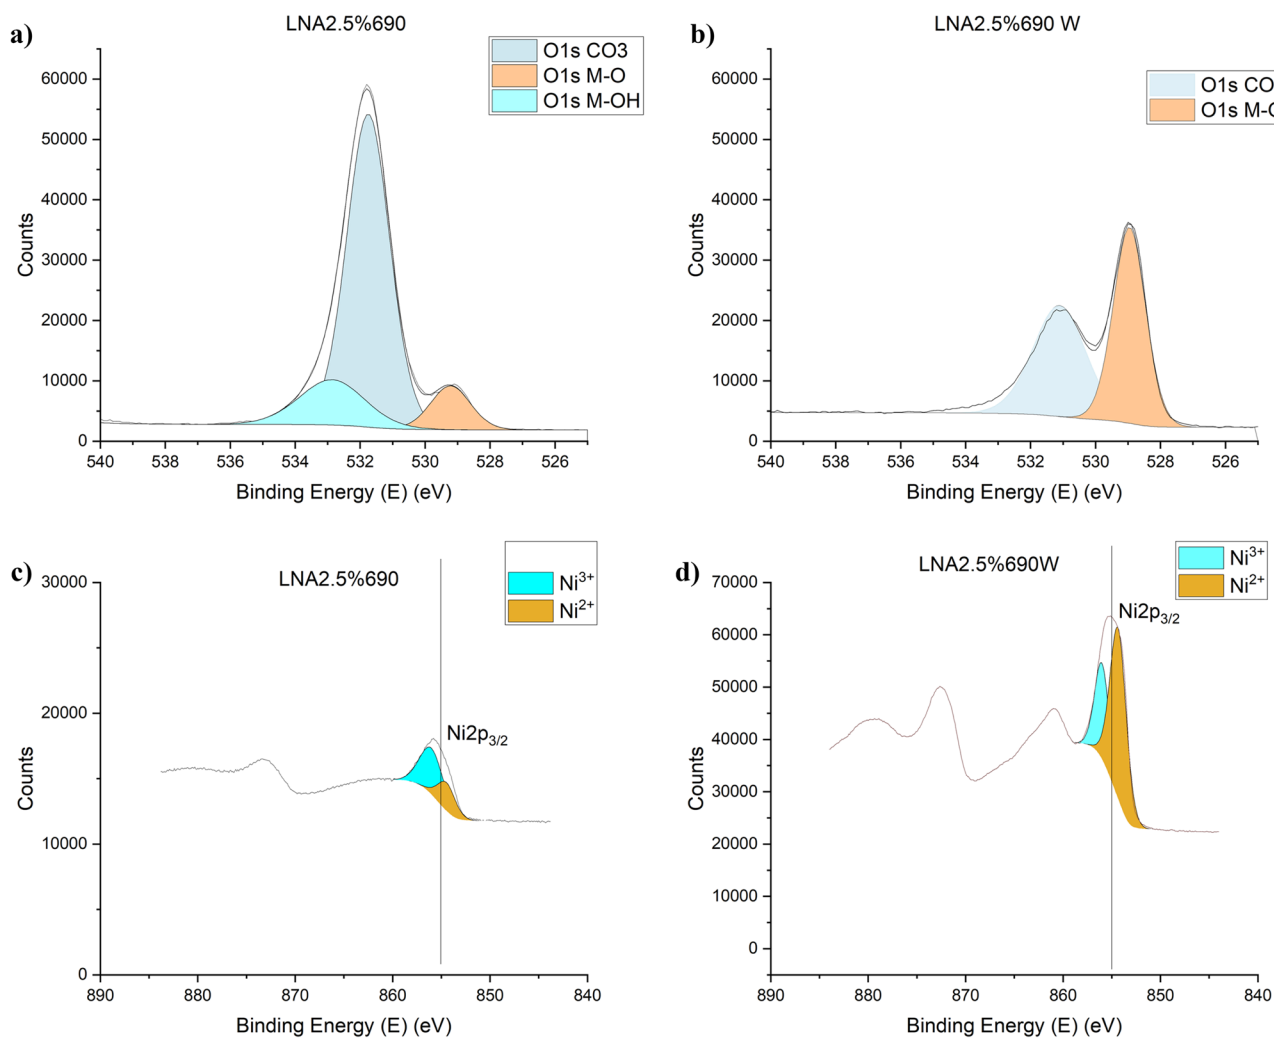 a)
LNA2.5%690
O1s CO3
O1s M-O
O1s M-OH
60000
50000
40000
30000
20000
10000
0
Counts
540 538 536 534 532 530 528 526
Binding Energy (E) (eV)
b)
LNA2.5%690 W
O1s CO
O1s M-
60000
50000
40000
30000
20000
10000
0
Counts
540 538 536 534 532 530 528 526
Binding Energy (E) (eV)
c)
LNA2.5%690
Ni3+
Ni2+
Ni2p3/2
30000
20000
10000
0
Counts
890 880 870 860 850 840
Binding Energy (E) (eV)
d)
LNA2.5%690W
Ni3+
Ni2+
Ni2p3/2
70000
60000
50000
40000
30000
20000
10000
0
Counts
890 880 870 860 850 840
Binding Energy (E) (eV)